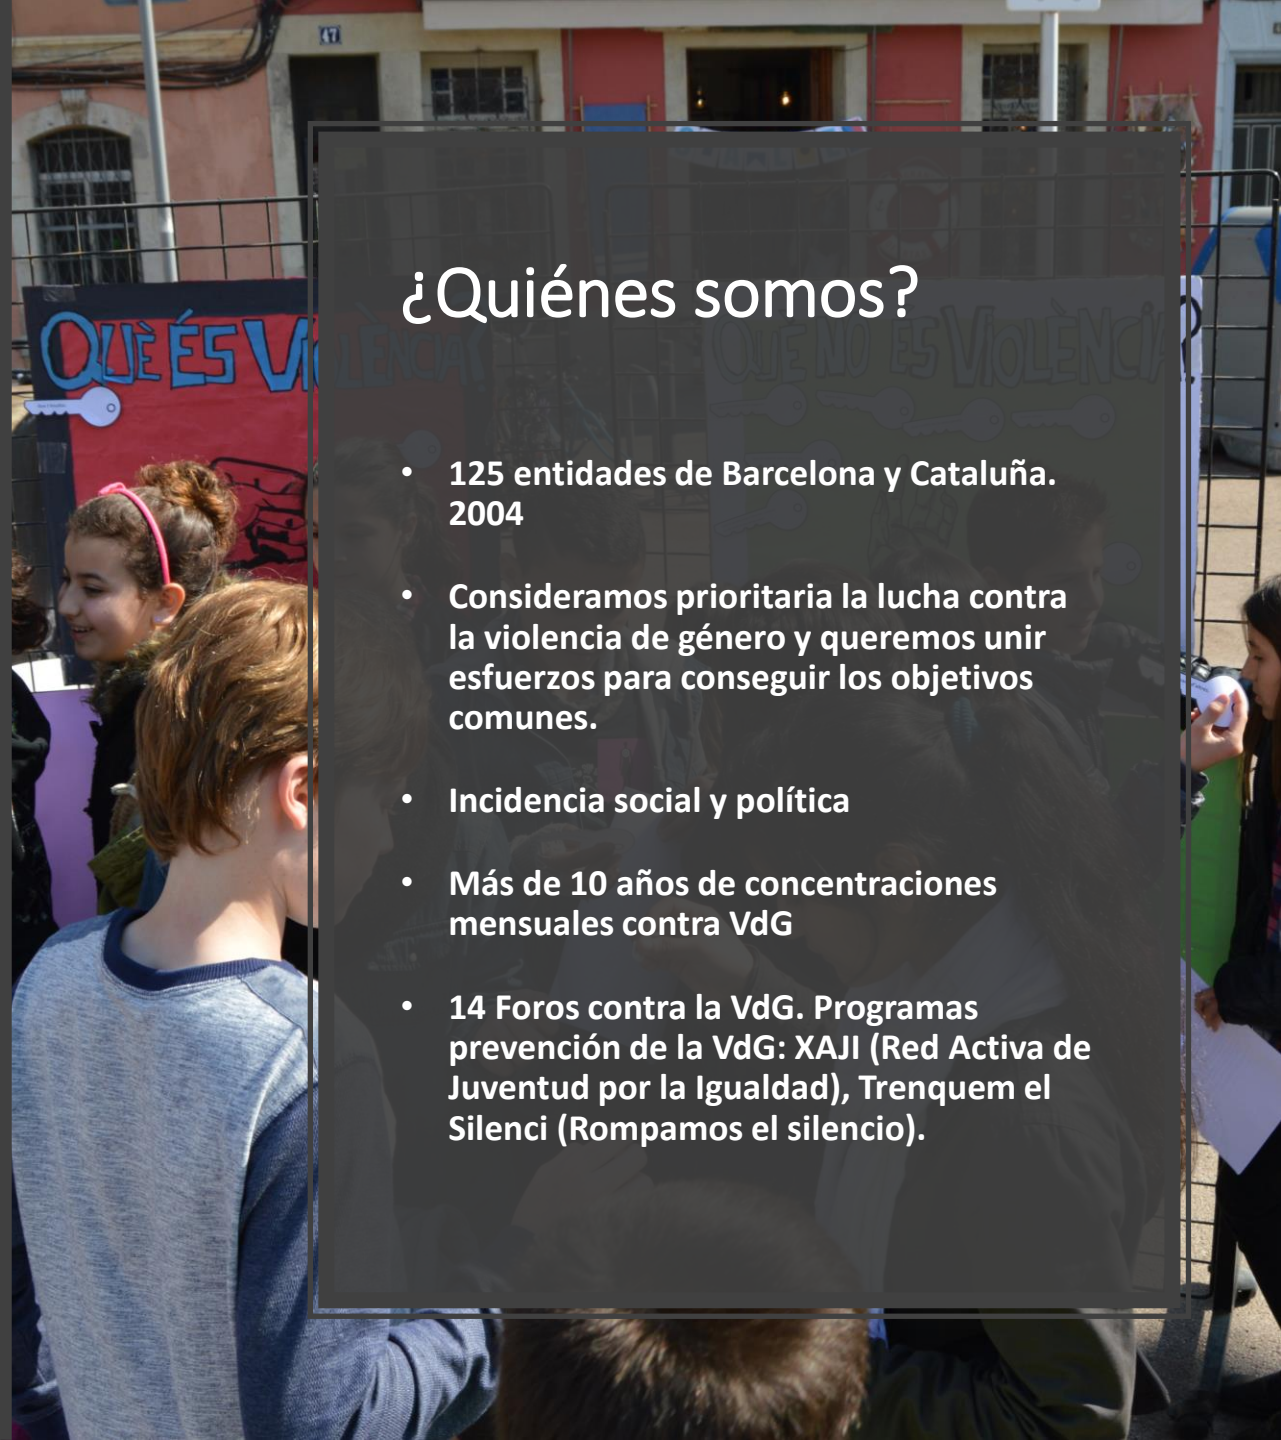 47
¿Quiénes somos?
QUÈ ÉS VIOLÈNCIA?
QUE NO ÉS VIOLÈNCIA?
• 125 entidades de Barcelona y Cataluña.
2004
• Consideramos prioritaria la lucha contra
la violencia de género y queremos unir
esfuerzos para conseguir los objetivos
comunes.
• Incidencia social y política
• Más de 10 años de concentraciones
mensuales contra VdG
• 14 Foros contra la VdG. Programas
prevención de la VdG: XAJI (Red Activa de
Juventud por la Igualdad), Trenquem el
Silenci (Rompamos el silencio).